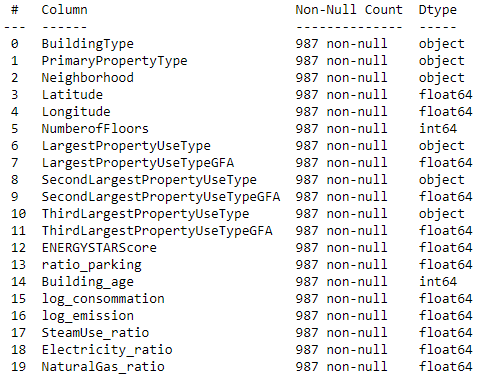 #   Column                           Non-Null Count  Dtype
---  ------                           --------------  -----
 0   BuildingType                     987 non-null    object
 1   PrimaryPropertyType              987 non-null    object
 2   Neighborhood                     987 non-null    object
 3   Latitude                         987 non-null    float64
 4   Longitude                        987 non-null    float64
 5   NumberofFloors                   987 non-null    int64
 6   LargestPropertyUseType           987 non-null    object
 7   LargestPropertyUseTypeGFA        987 non-null    float64
 8   SecondLargestPropertyUseType     987 non-null    object
 9   SecondLargestPropertyUseTypeGFA  987 non-null    float64
 10  ThirdLargestPropertyUseType      987 non-null    object
 11  ThirdLargestPropertyUseTypeGFA   987 non-null    float64
 12  ENERGYSTARScore                  987 non-null    float64
 13  ratio_parking                    987 non-null    float64
 14  Building_age                     987 non-null    int64
 15  log_consommation                 987 non-null    float64
 16  log_emission                     987 non-null    float64
 17  SteamUse_ratio                   987 non-null    float64
 18  Electricity_ratio                987 non-null    float64
 19  NaturalGas_ratio                 987 non-null    float64